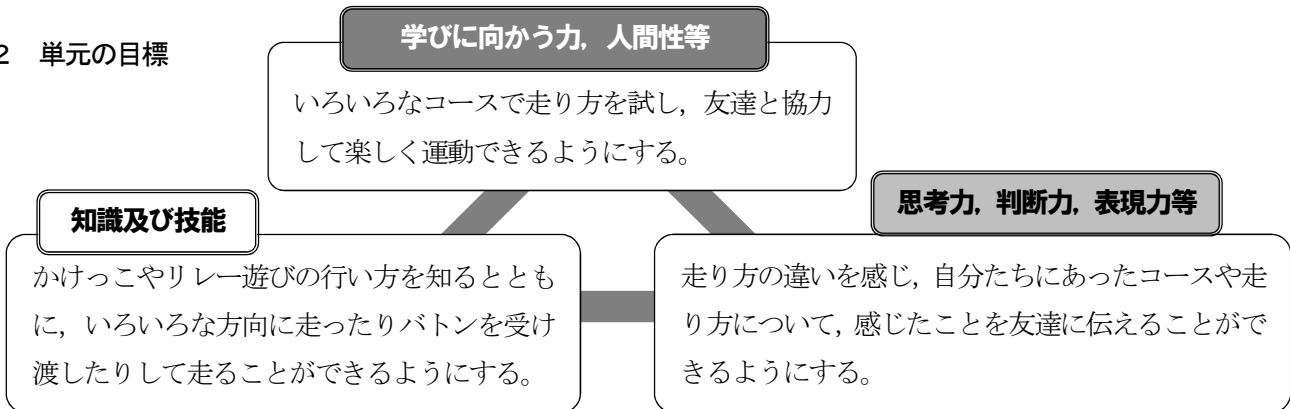 2 単元の目標
学びに向かう力，人間性等
いろいろなコースで走り方を試し，友達と協力
して楽しく運動できるようにする。
知識及び技能
かけっこやリレー遊びの行い方を知るととも
に，いろいろな方向に走ったりバトンを受け
渡したりして走ることができるようにする。
思考力，判断力，表現力等
走り方の違いを感じ，自分たちにあったコースや走
り方について，感じたことを友達に伝えることがで
きるようにする。